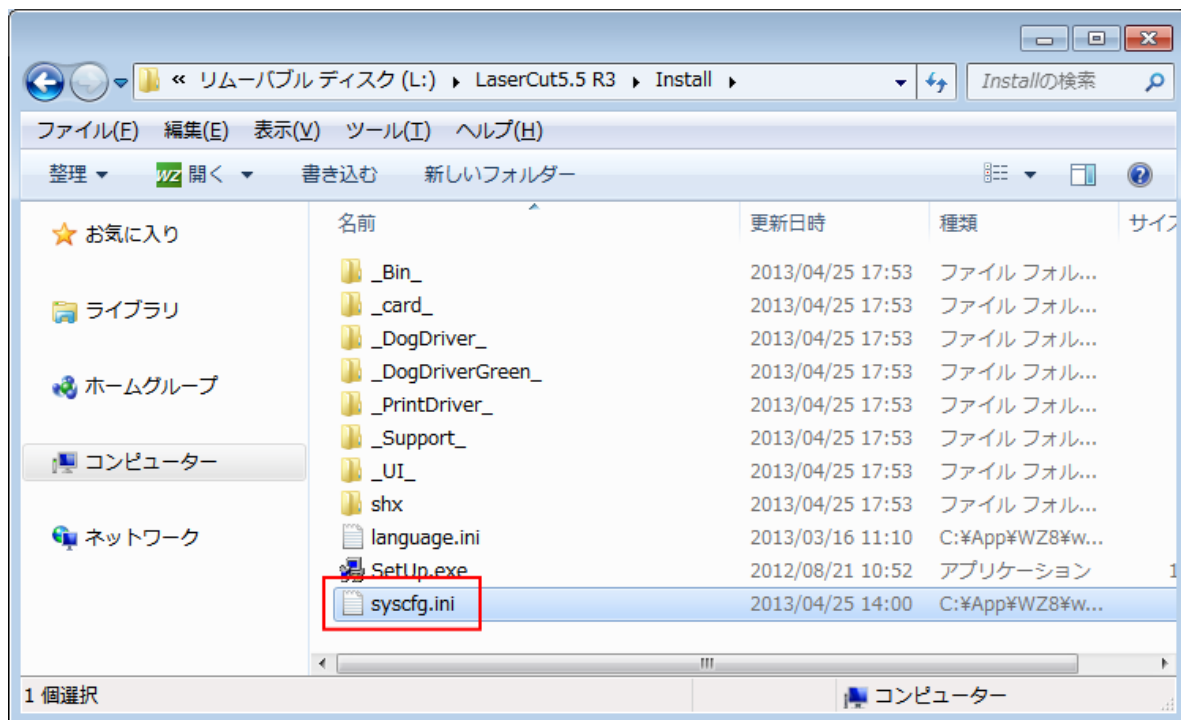 « リムーバブル ディスク (L:) ▸ LaserCut5.5 R3 ▸ Install ▸ Installの検索
ファイル(F) 編集(E) 表示(V) ツール(T) ヘルプ(H)
整理 ▼ WZ 開く ▼ 書き込む 新しいフォルダー
お気に入り
ライブラリ
ホームグループ
コンピューター
ネットワーク
名前 更新日時 種類 サイズ
_Bin_ 2013/04/25 17:53 ファイル フォル...
_card_ 2013/04/25 17:53 ファイル フォル...
_DogDriver_ 2013/04/25 17:53 ファイル フォル...
_DogDriverGreen_ 2013/04/25 17:53 ファイル フォル...
_PrintDriver_ 2013/04/25 17:53 ファイル フォル...
_Support_ 2013/04/25 17:53 ファイル フォル...
_UI_ 2013/04/25 17:53 ファイル フォル...
shx 2013/04/25 17:53 ファイル フォル...
language.ini 2013/03/16 11:10 C:¥App¥WZ8¥w...
SetUp.exe 2012/08/21 10:52 アプリケーション 1
syscfg.ini 2013/04/25 14:00 C:¥App¥WZ8¥w...
1 個選択 コンピューター